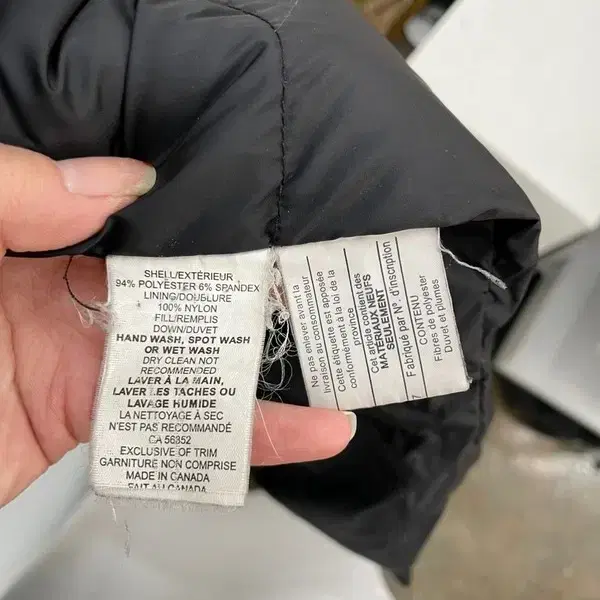 SHELL/EXTÉRIEUR
94% POLYESTER 6% SPANDEX
LINING/DOUBLURE
100% NYLON
FILL/REMPLIS
DOWN/DUVET
HAND WASH, SPOT WASH
OR WET WASH
DRY CLEAN NOT
RECOMMENDED
LAVER À LA MAIN,
LAVER LES TACHES OU
LAVAGE HUMIDE
LA NETTOYAGE À SEC
N'EST PAS RECOMMANDÉ
CA 56352
EXCLUSIVE OF TRIM
GARNITURE NON COMPRISE
MADE IN CANADA
FAIT AU CANADA
Ne pas enlever avant la
livraison au consommateur
Cette étiquette est apposée
conformément à la loi de la
province
Cet article contient des
MATÉRIAUX NEUFS
SEULEMENT
Fabriqué par N°. d'inscription
CONTENU
Fibres de polyester
Duvet et plumes
7